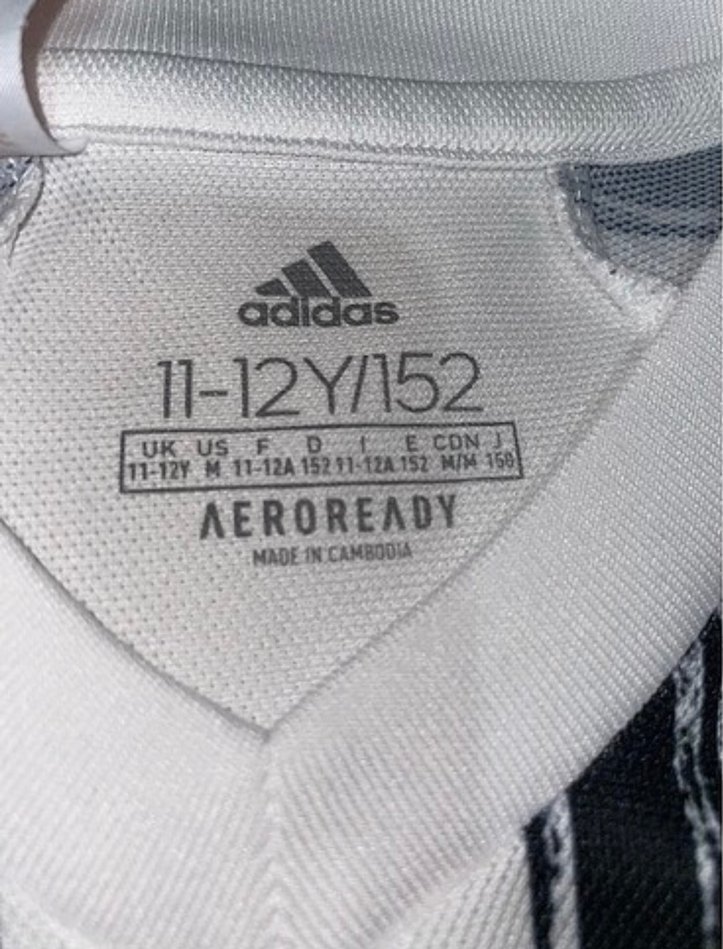 adidas
11-12Y/152
UK US F D I E CDN J
11-12Y M 11-12A 152 11-12A 152 M/M 150
AEROREADY
MADE IN CAMBODIA